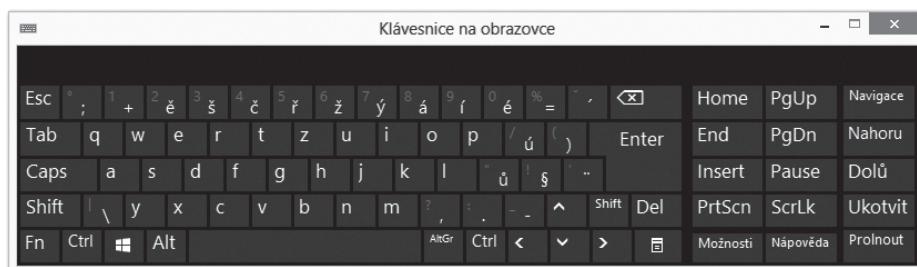 Klávesnice na obrazovce
Esc ° ; 1 + 2 ě 3 š 4 č 5 ř 6 ž 7 ý 8 á 9 í 0 é % = ˇ ´ Home PgUp Navigace
Tab q w e r t z u i o p / ú ( ) Enter End PgDn Nahoru
Caps a s d f g h j k l " ů ! § ' ¨ Insert Pause Dolů
Shift | \ y x c v b n m ? , : . _ - Shift Del PrtScn ScrLk Ukotvit
Fn Ctrl Alt AltGr Ctrl Možnosti Nápověda Prolnout